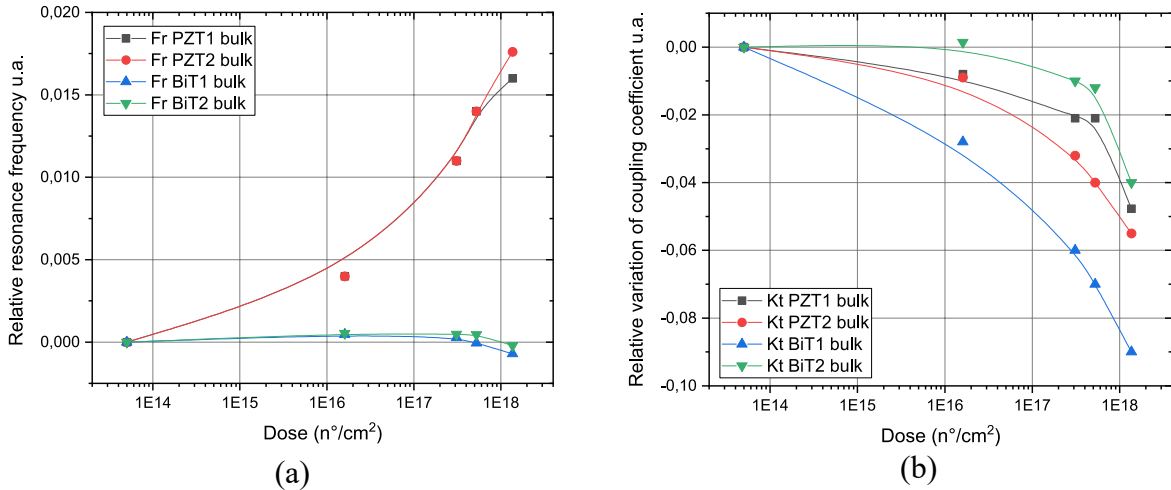 Relative resonance frequency u.a.
0,020
0,015
0,010
0,005
0,000
Fr PZT1 bulk
Fr PZT2 bulk
Fr BiT1 bulk
Fr BiT2 bulk
1E14 1E15 1E16 1E17 1E18
Dose (n°/cm²)
(a)
Relative variation of coupling coefficient u.a.
0,00
-0,02
-0,04
-0,06
-0,08
-0,10
Kt PZT1 bulk
Kt PZT2 bulk
Kt BiT1 bulk
Kt BiT2 bulk
1E14 1E15 1E16 1E17 1E18
Dose (n°/cm²)
(b)